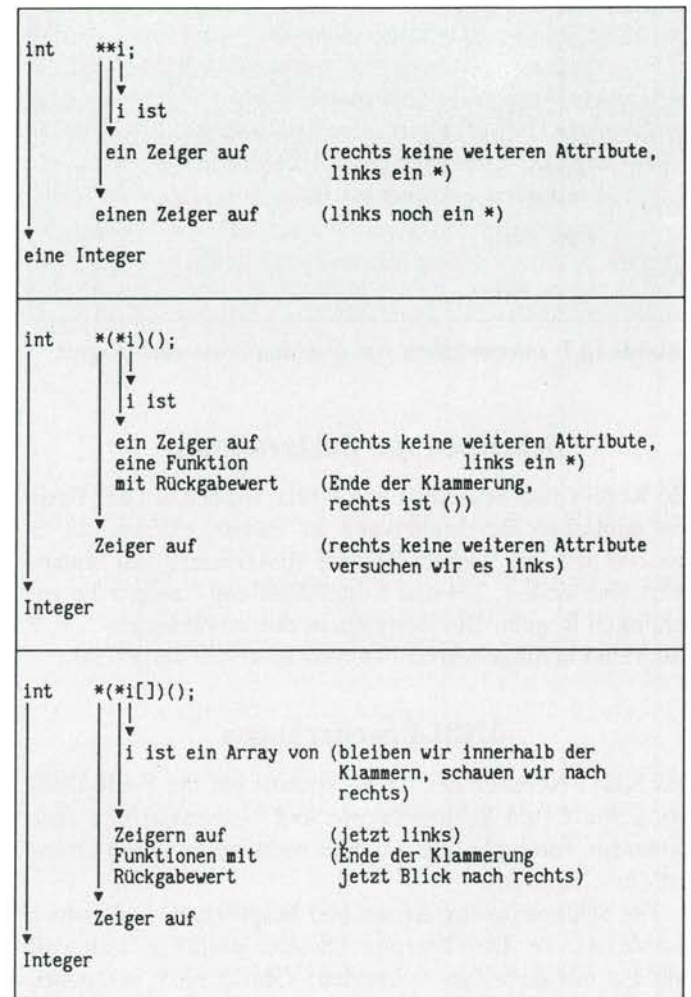 int **i;
i ist
ein Zeiger auf (rechts keine weiteren Attribute,
links ein *)
einen Zeiger auf (links noch ein *)
eine Integer
int *(*i)();
i ist
ein Zeiger auf (rechts keine weiteren Attribute,
eine Funktion links ein *)
mit Rückgabewert (Ende der Klammerung,
rechts ist ())
Zeiger auf (rechts keine weiteren Attribute
versuchen wir es links)
Integer
int *(*i[])();
i ist ein Array von (bleiben wir innerhalb der
Klammern, schauen wir nach
rechts)
Zeigern auf (jetzt links)
Funktionen mit (Ende der Klammerung
Rückgabewert jetzt Blick nach rechts)
Zeiger auf
Integer